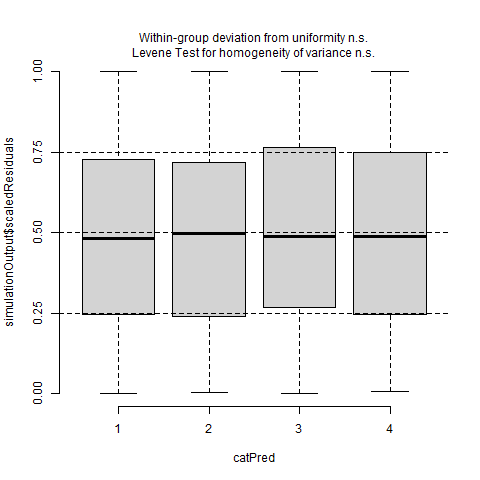 Within-group deviation from uniformity n.s.
Levene Test for homogeneity of variance n.s.
simulationOutput$scaledResiduals
1.00
0.75
0.50
0.25
0.00
1 2 3 4
catPred